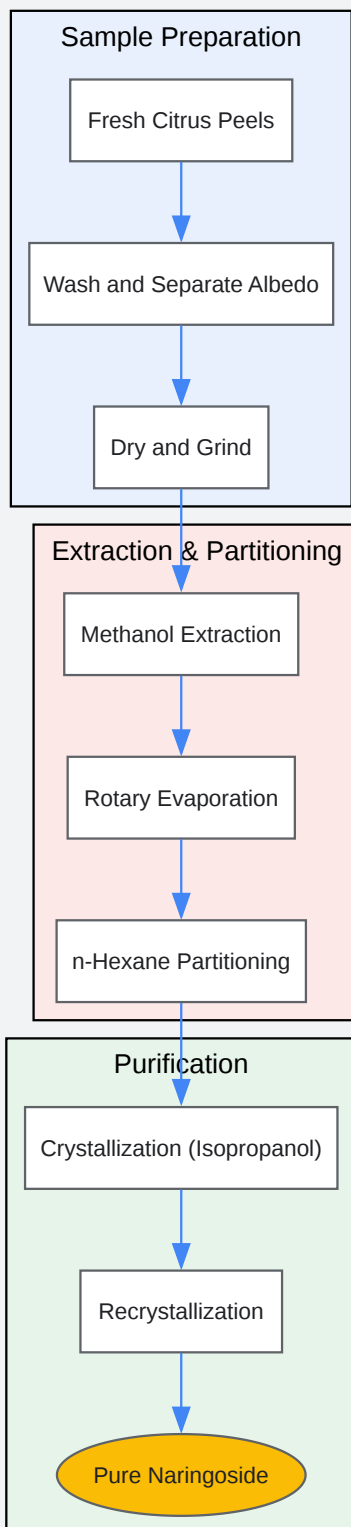 Sample Preparation
Fresh Citrus Peels
Wash and Separate Albedo
Dry and Grind
Extraction & Partitioning
Methanol Extraction
Rotary Evaporation
n-Hexane Partitioning
Purification
Crystallization (Isopropanol)
Recrystallization
Pure Naringoside